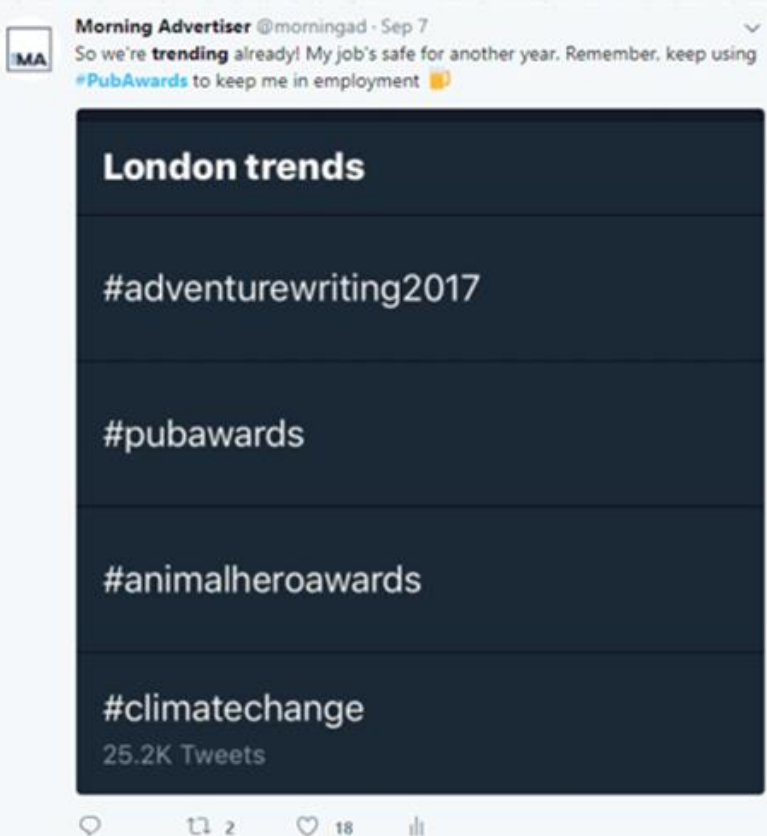 Morning Advertiser @morningad · Sep 7
MA
So we're trending already! My job's safe for another year. Remember, keep using
#PubAwards to keep me in employment 🍺
London trends
#adventurewriting2017
#pubawards
#animalheroawards
#climatechange
25.2K Tweets
2 18